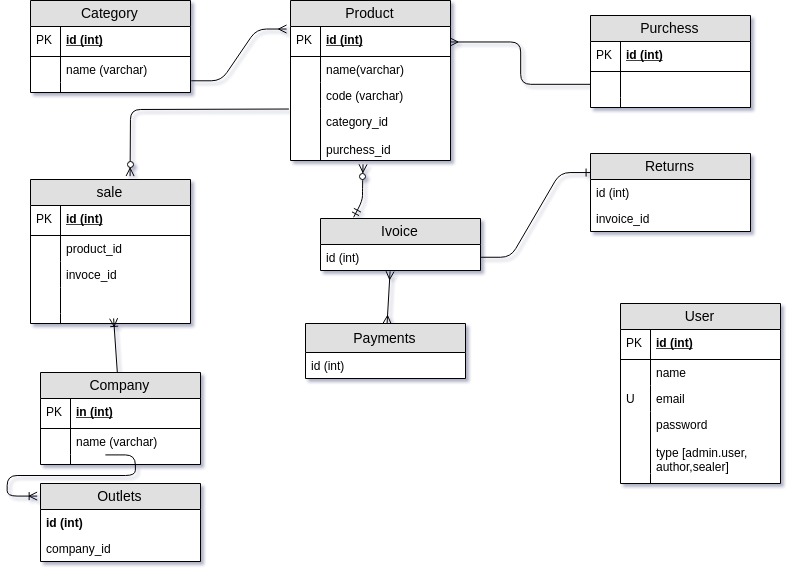 Category
PK id (int)
name (varchar)
Product
PK id (int)
name(varchar)
code (varchar)
category_id
purchess_id
Purchess
PK id (int)
sale
PK id (int)
product_id
invoce_id
Ivoice
id (int)
Returns
id (int)
invoice_id
Payments
id (int)
User
PK id (int)
name
U email
password
type [admin.user,
author,sealer]
Company
PK in (int)
name (varchar)
Outlets
id (int)
company_id